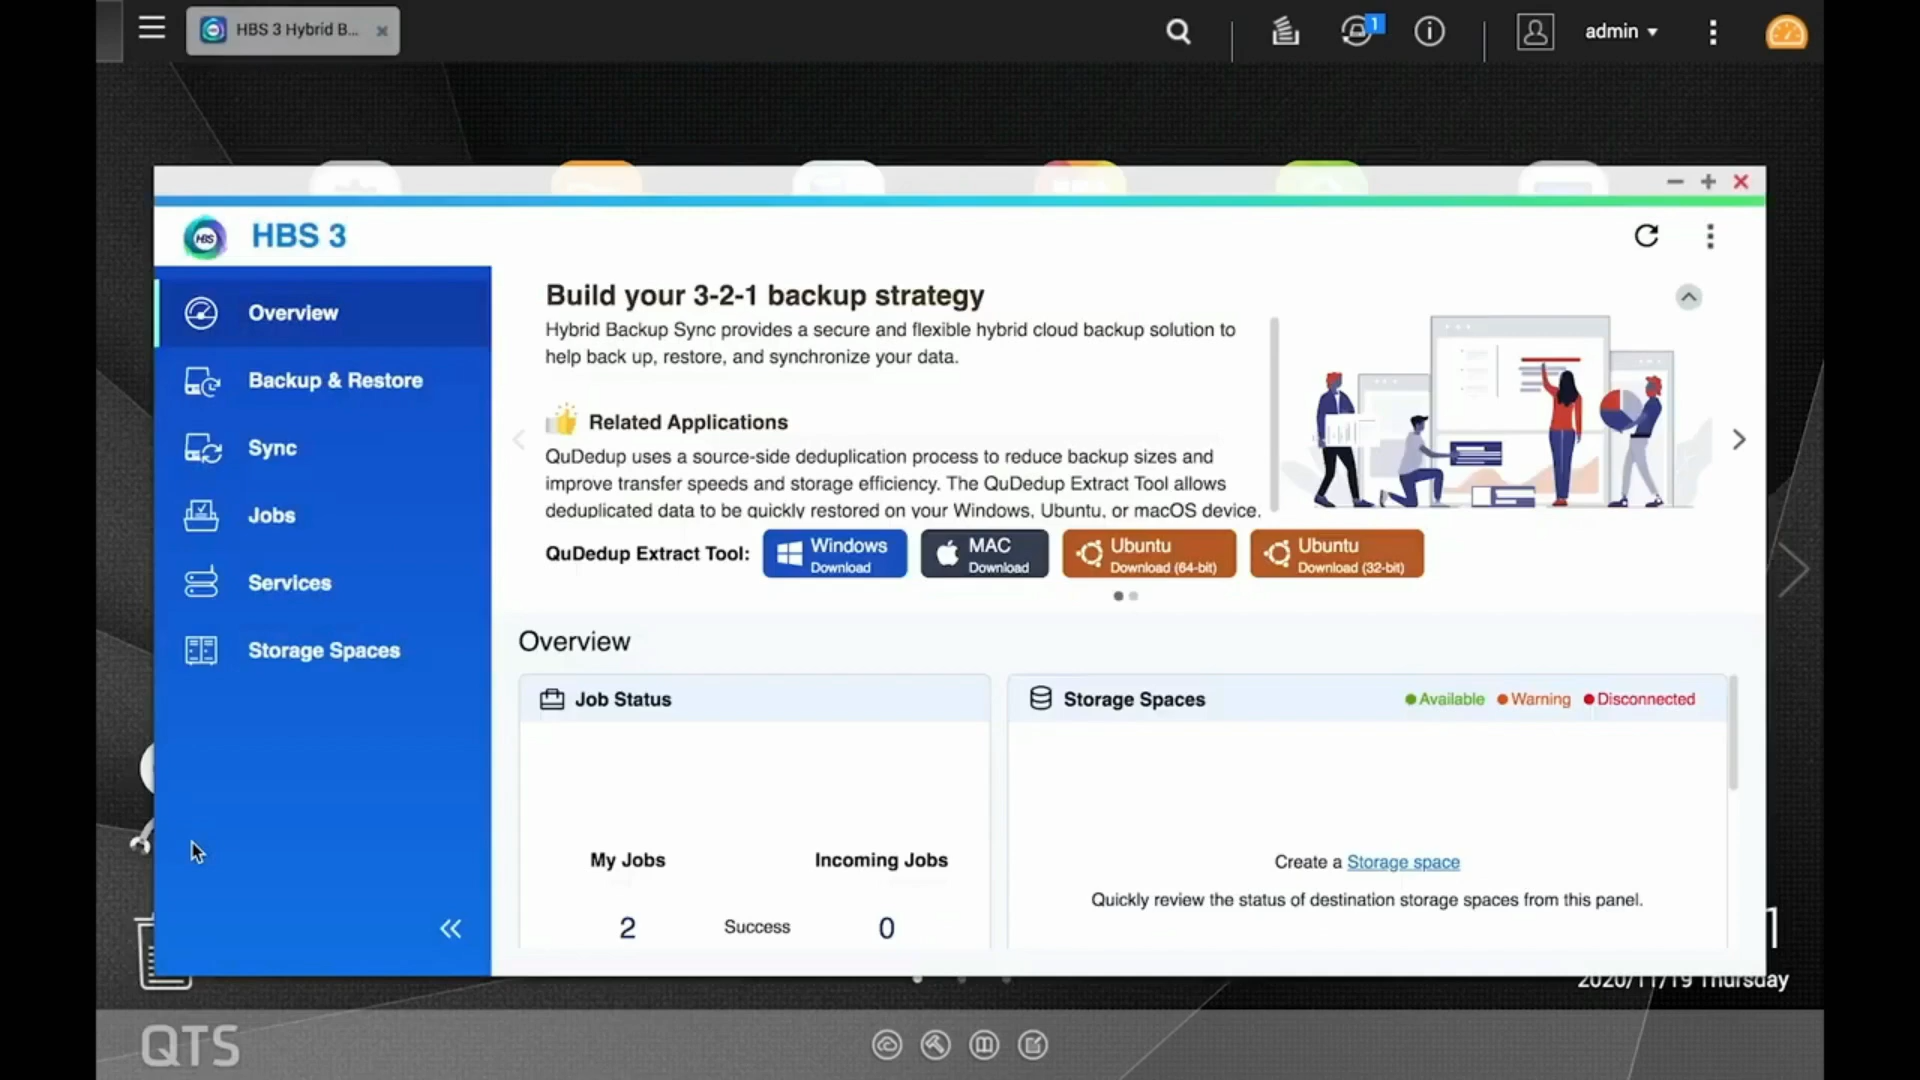 HBS 3 Hybrid B...
1
admin
HBS
HBS 3
Overview
Backup & Restore
Sync
Jobs
Services
Storage Spaces
Build your 3-2-1 backup strategy
Hybrid Backup Sync provides a secure and flexible hybrid cloud backup solution to
help back up, restore, and synchronize your data.
Related Applications
QuDedup uses a source-side deduplication process to reduce backup sizes and
improve transfer speeds and storage efficiency. The QuDedup Extract Tool allows
deduplicated data to be quickly restored on your Windows, Ubuntu, or macOS device.
QuDedup Extract Tool:
Windows
Download
MAC
Download
Ubuntu
Download (64-bit)
Ubuntu
Download (32-bit)
Overview
Job Status
My Jobs
Incoming Jobs
2
Success
0
Storage Spaces
Available
Warning
Disconnected
Create a Storage space
Quickly review the status of destination storage spaces from this panel.
2020/11/19 Thursday
QTS